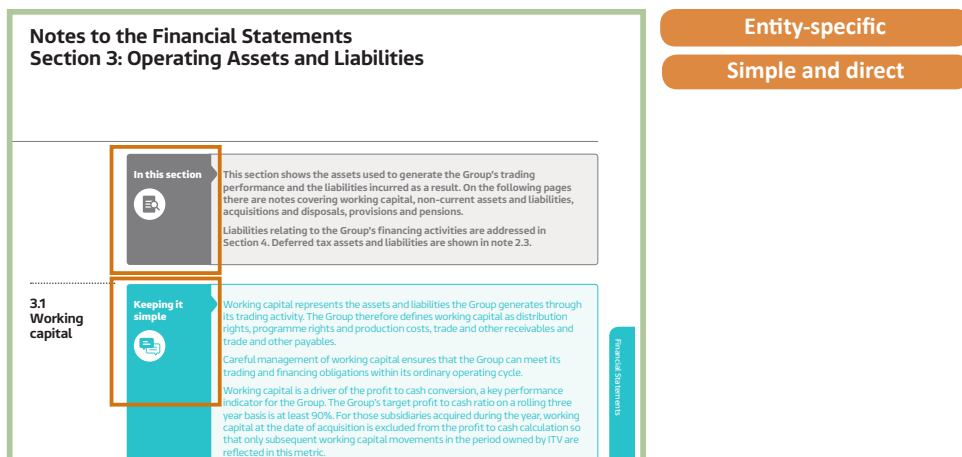 Notes to the Financial Statements
Section 3: Operating Assets and Liabilities
Entity-specific
Simple and direct
In this section
This section shows the assets used to generate the Group's trading
performance and the liabilities incurred as a result. On the following pages
there are notes covering working capital, non-current assets and liabilities,
acquisitions and disposals, provisions and pensions.
Liabilities relating to the Group's financing activities are addressed in
Section 4. Deferred tax assets and liabilities are shown in note 2.3.
3.1
Working
capital
Keeping it
simple
Working capital represents the assets and liabilities the Group generates through
its trading activity. The Group therefore defines working capital as distribution
rights, programme rights and production costs, trade and other receivables and
trade and other payables.
Careful management of working capital ensures that the Group can meet its
trading and financing obligations within its ordinary operating cycle.
Working capital is a driver of the profit to cash conversion, a key performance
indicator for the Group. The Group's target profit to cash ratio on a rolling three
year basis is at least 90%. For those subsidiaries acquired during the year, working
capital at the date of acquisition is excluded from the profit to cash calculation so
that only subsequent working capital movements in the period owned by ITV are
reflected in this metric.
Financial Statements